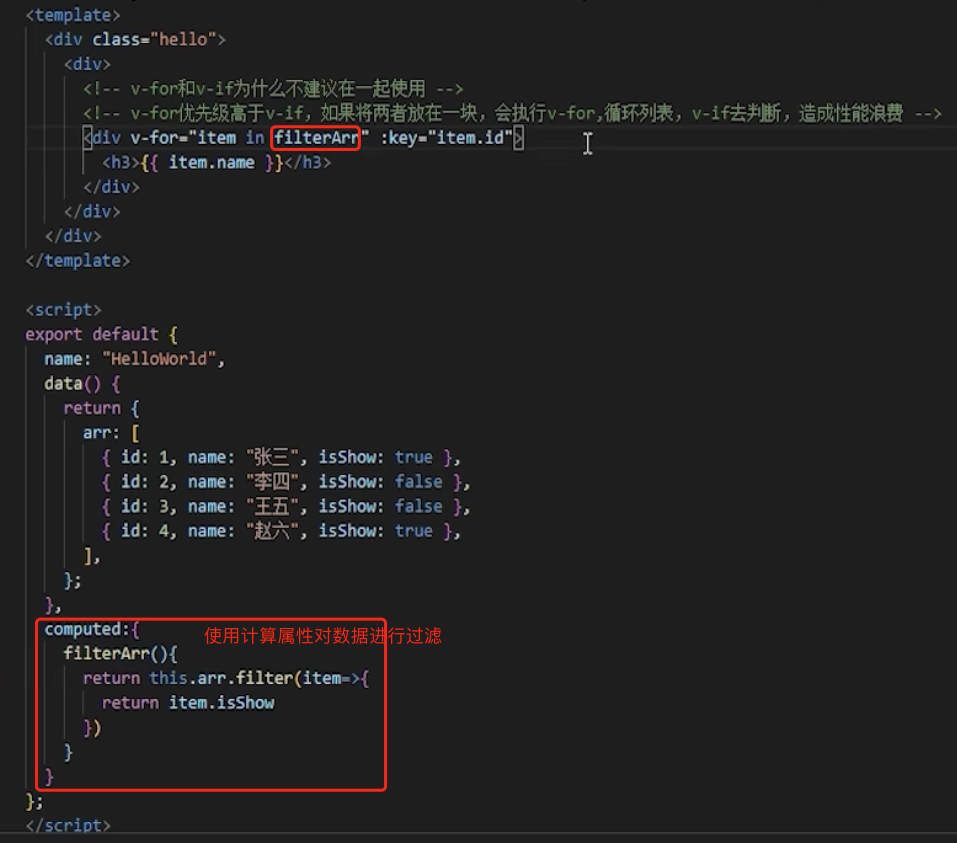 <template>
<div class="hello">
<div>
<!-- v-for和v-if为什么不建议在一起使用 -->
<!-- v-for优先级高于v-if, 如果将两者放在一块, 会执行v-for,循环列表, v-if去判断, 造成性能浪费 -->
<div v-for="item in filterArr" :key="item.id">
<h3>{{ item.name }}</h3>
</div>
</div>
</div>
</template>
<script>
export default {
name: "HelloWorld",
data() {
return {
arr: [
{ id: 1, name: "张三", isShow: true },
{ id: 2, name: "李四", isShow: false },
{ id: 3, name: "王五", isShow: false },
{ id: 4, name: "赵六", isShow: true },
],
};
},
computed:{ 使用计算属性对数据进行过滤
filterArr(){
return this.arr.filter(item=>{
return item.isShow
})
}
}
};
</script>